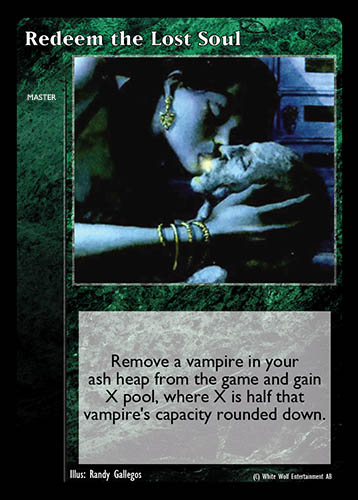 Redeem the Lost Soul
MASTER
Remove a vampire in your
ash heap from the game and gain
X pool, where X is half that
vampire's capacity rounded down.
Illus: Randy Gallegos
(C) White Wolf Entertainment AB